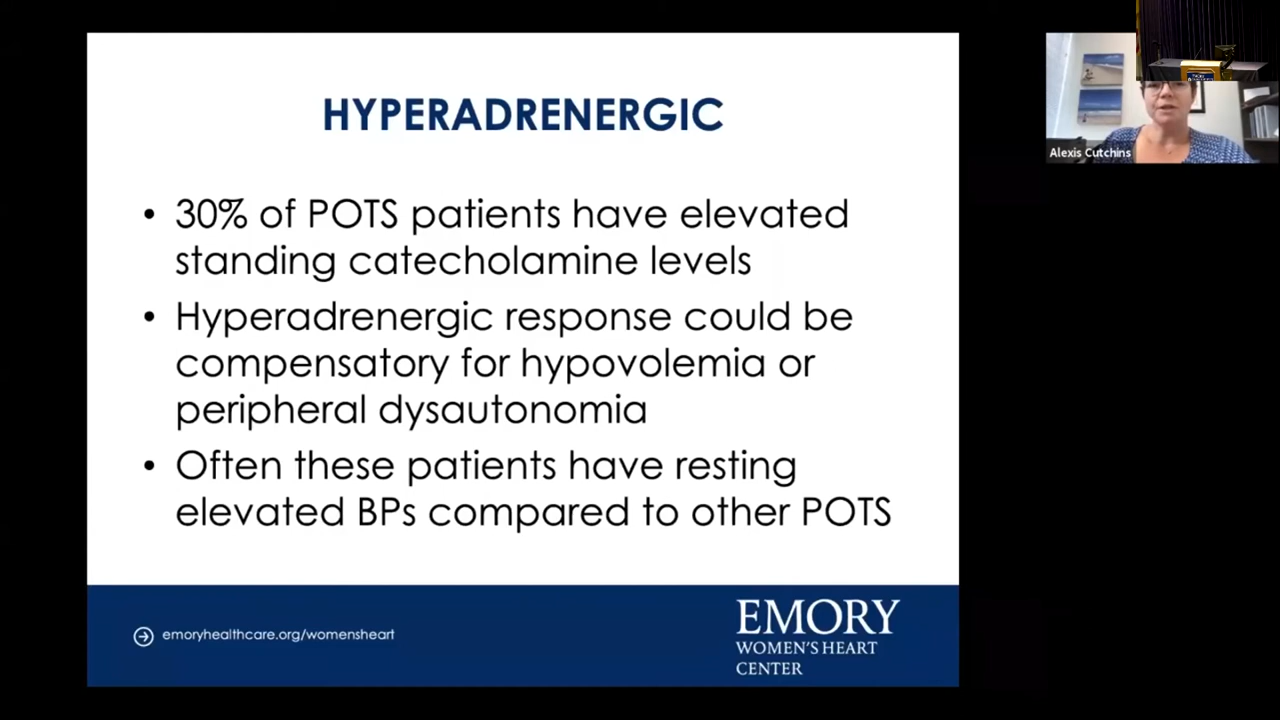 HYPERADRENERGIC
• 30% of POTS patients have elevated
standing catecholamine levels
• Hyperadrenergic response could be
compensatory for hypovolemia or
peripheral dysautonomia
• Often these patients have resting
elevated BPs compared to other POTS
emoryhealthcare.org/womensheart
EMORY
WOMEN'S HEART
CENTER
Alexis Cutchins